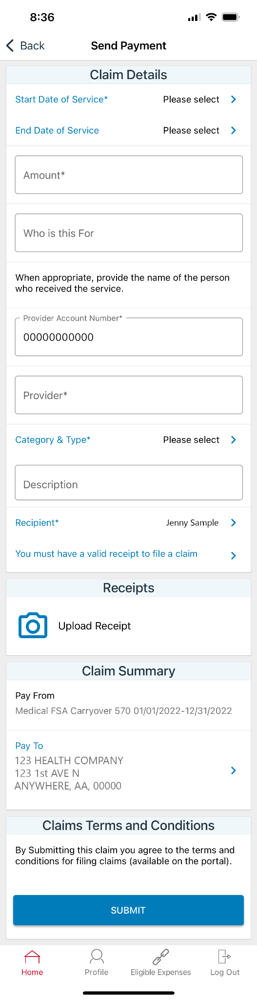 8:36
Back
Send Payment
Claim Details
Start Date of Service* Please select
End Date of Service Please select
Amount*
Who is this For
When appropriate, provide the name of the person
who received the service.
Provider Account Number*
00000000000
Provider*
Category & Type* Please select
Description
Recipient* Jenny Sample
You must have a valid receipt to file a claim
Receipts
Upload Receipt
Claim Summary
Pay From
Medical FSA Carryover 570 01/01/2022-12/31/2022
Pay To
123 HEALTH COMPANY
123 1st AVE N
ANYWHERE, AA, 00000
Claims Terms and Conditions
By Submitting this claim you agree to the terms and
conditions for filing claims (available on the portal).
SUBMIT
Home Profile Eligible Expenses Log Out